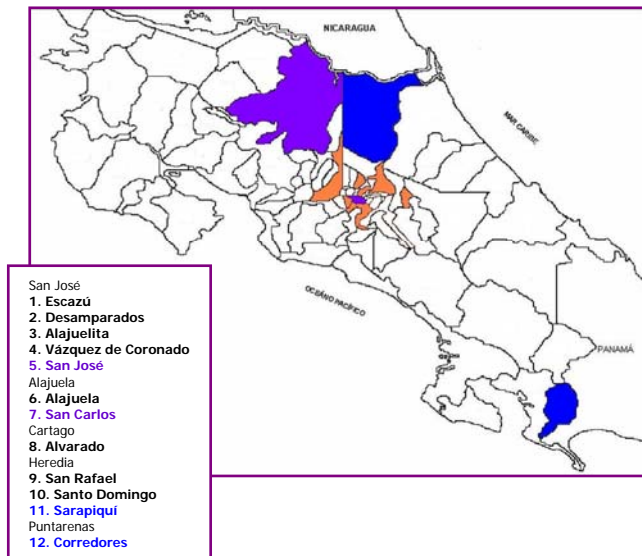 NICARAGUA
MAR CARIBE
OCEÁNO PACÍFICO
PANAMÁ
San José
1. Escazú
2. Desamparados
3. Alajuelita
4. Vázquez de Coronado
5. San José
Alajuela
6. Alajuela
7. San Carlos
Cartago
8. Alvarado
Heredia
9. San Rafael
10. Santo Domingo
11. Sarapiquí
Puntarenas
12. Corredores